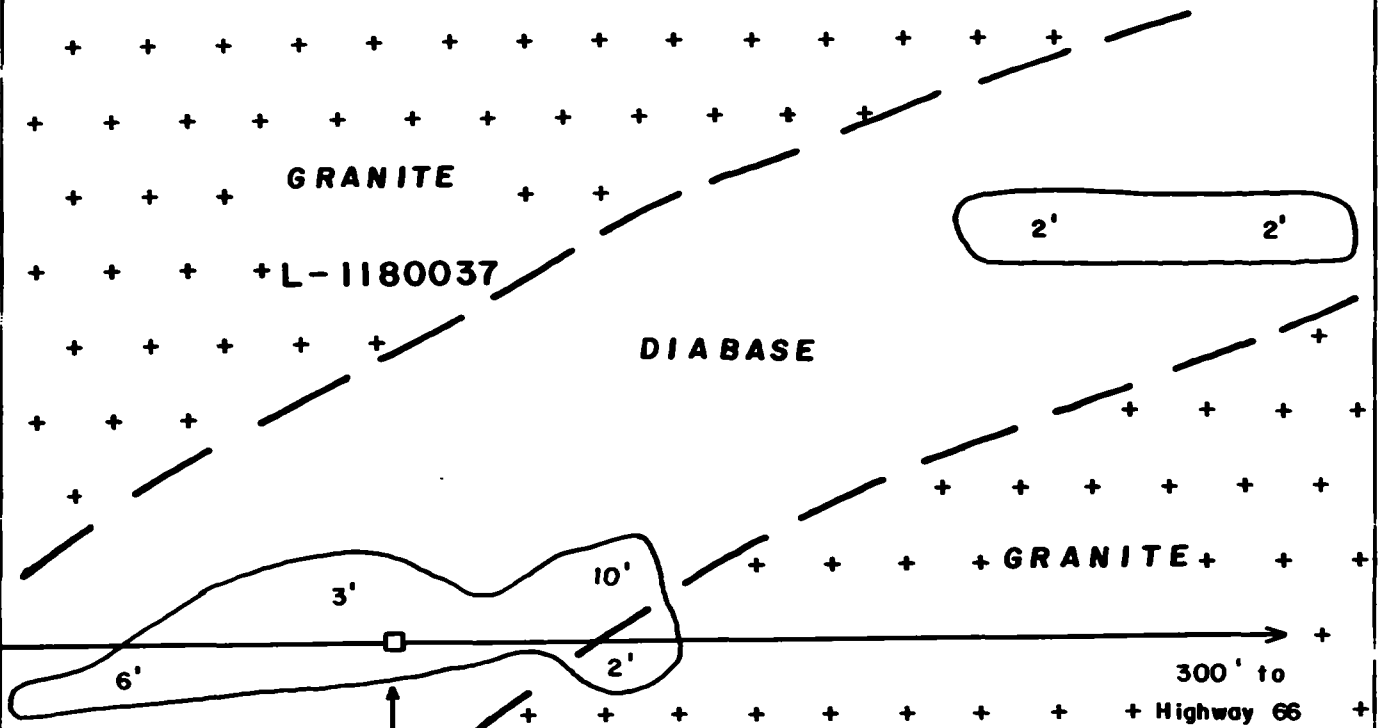 GRANITE
2' 2'
L-1180037
DIABASE
GRANITE
10'
3'
2'
6'
300' to
Highway 66